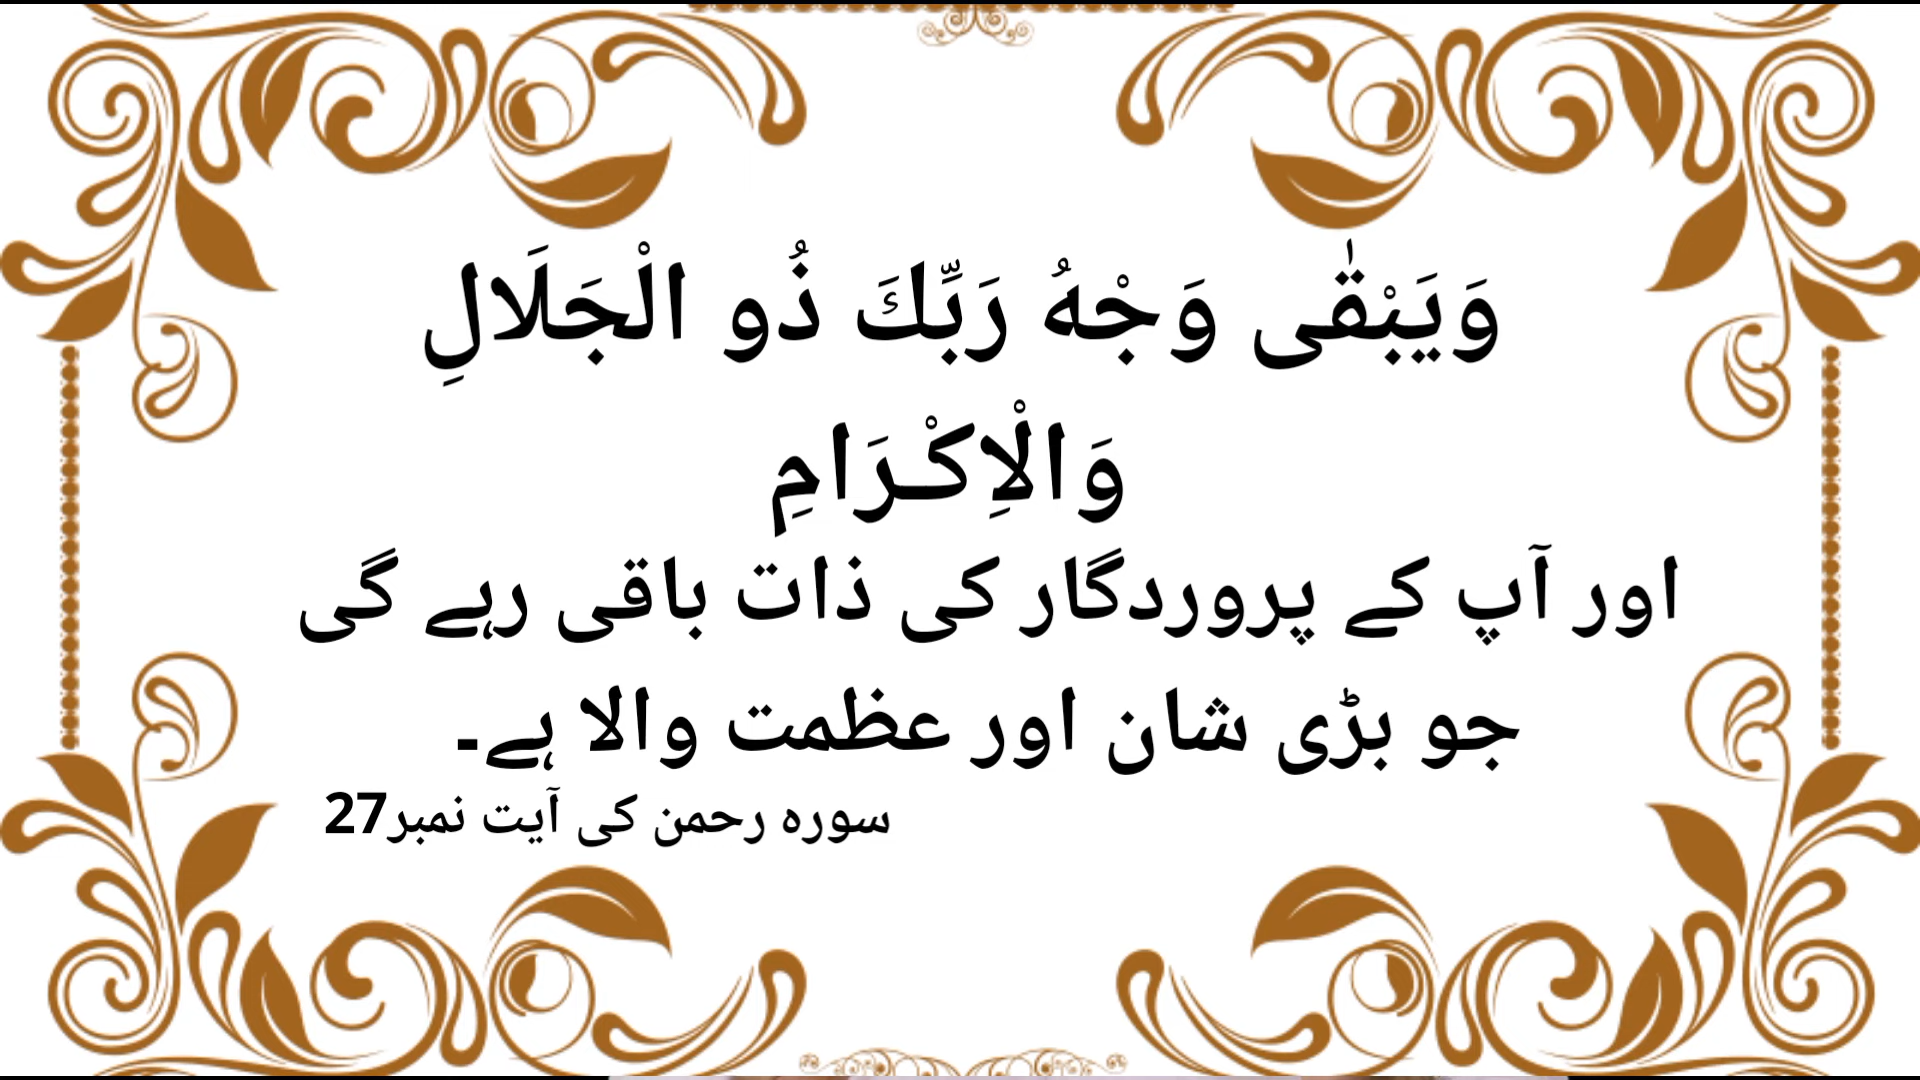 وَيَبْقٰى وَجْهُ رَبِّكَ ذُو الْجَلَالِ
وَالْاِكْـرَامِ
اور آپ کے پروردگار کی ذات باقی رہے گی
جو بڑی شان اور عظمت والا ہے۔
سورہ رحمن کی آیت نمبر27